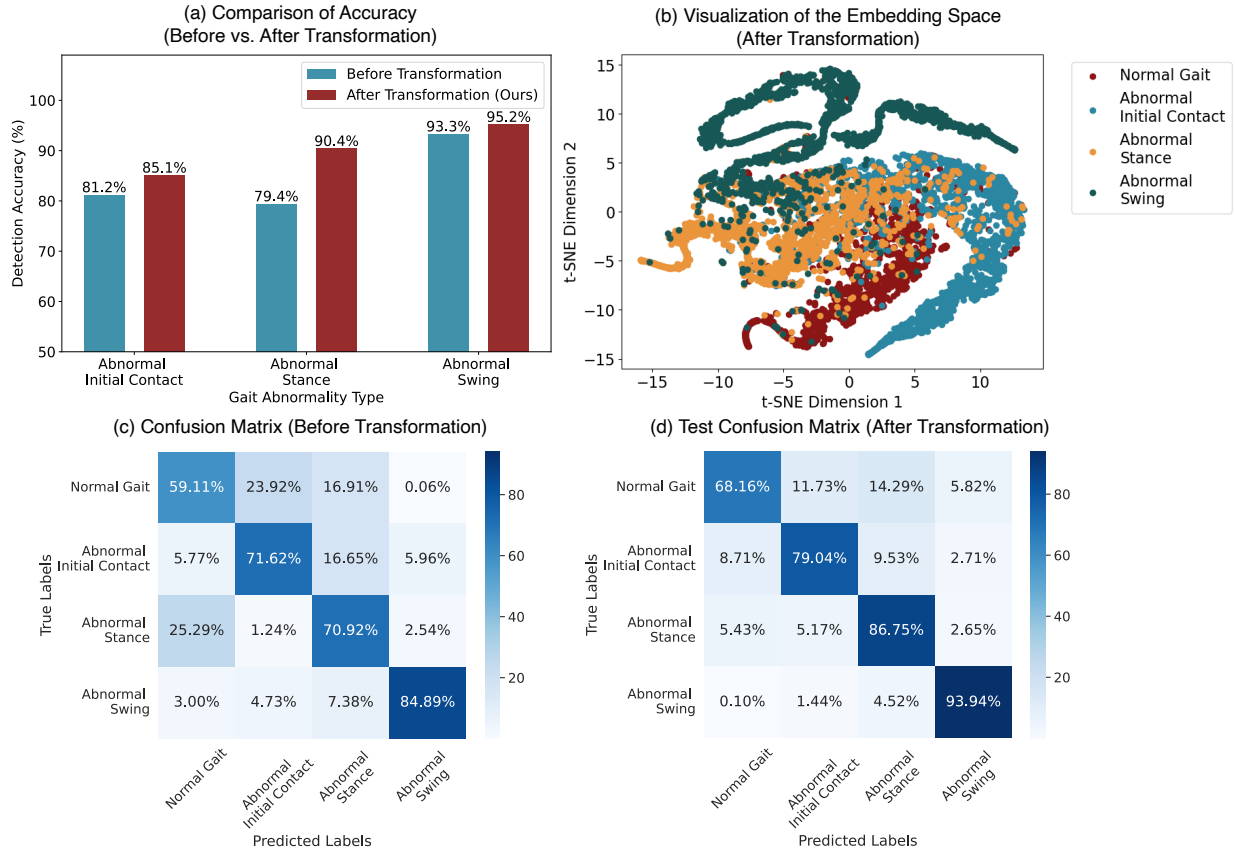 (a) Comparison of Accuracy
(Before vs. After Transformation)
Before Transformation
After Transformation (Ours)
100
90
80
70
60
50
Detection Accuracy (%)
81.2%
85.1%
79.4%
90.4%
93.3%
95.2%
Abnormal
Initial Contact
Abnormal
Stance
Abnormal
Swing
Gait Abnormality Type
(b) Visualization of the Embedding Space
(After Transformation)
15
10
5
0
−5
−10
−15
t-SNE Dimension 2
−15
−10
−5
0
5
10
t-SNE Dimension 1
Normal Gait
Abnormal
Initial Contact
Abnormal
Stance
Abnormal
Swing
(c) Confusion Matrix (Before Transformation)
True Labels
Normal Gait
59.11% 23.92% 16.91% 0.06%
Abnormal
Initial Contact
5.77% 71.62% 16.65% 5.96%
Abnormal
Stance
25.29% 1.24% 70.92% 2.54%
Abnormal
Swing
3.00% 4.73% 7.38% 84.89%
Normal Gait
Abnormal
Initial Contact
Abnormal
Stance
Abnormal
Swing
Predicted Labels
80
60
40
20
(d) Test Confusion Matrix (After Transformation)
True Labels
Normal Gait
68.16% 11.73% 14.29% 5.82%
Abnormal
Initial Contact
8.71% 79.04% 9.53% 2.71%
Abnormal
Stance
5.43% 5.17% 86.75% 2.65%
Abnormal
Swing
0.10% 1.44% 4.52% 93.94%
Normal Gait
Abnormal
Initial Contact
Abnormal
Stance
Abnormal
Swing
Predicted Labels
80
60
40
20